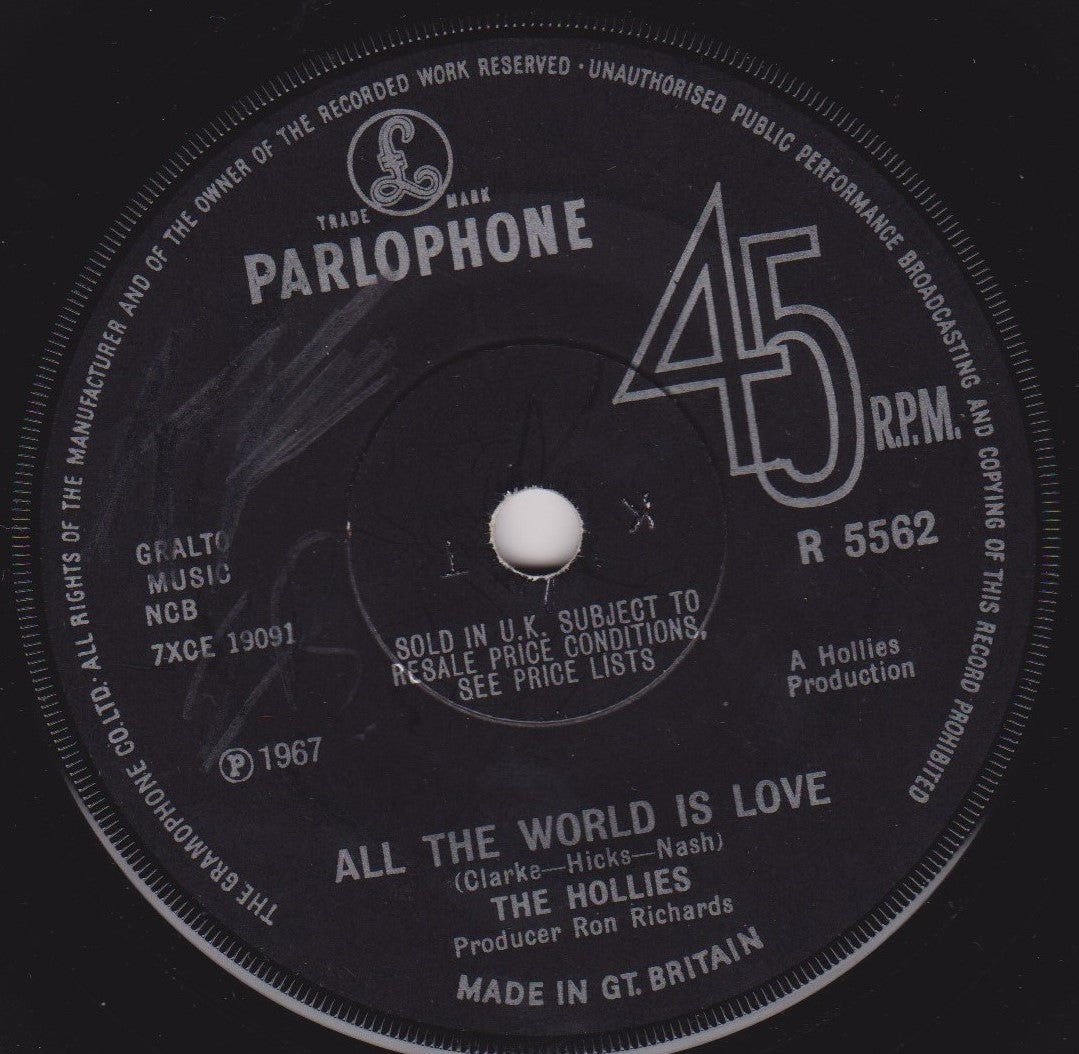 THE GRAMOPHONE CO. LTD. ALL RIGHTS OF THE MANUFACTURER AND OF THE OWNER OF THE RECORDED WORK RESERVED · UNAUTHORISED PUBLIC PERFORMANCE BROADCASTING AND COPYING OF THIS RECORD PROHIBITED
£
TRADE MARK
PARLOPHONE
45 R.P.M.
R 5562
GRALTO
MUSIC
NCB
7XCE 19091
Ⓟ 1967
SOLD IN U.K. SUBJECT TO
RESALE PRICE CONDITIONS,
SEE PRICE LISTS
A Hollies
Production
ALL THE WORLD IS LOVE
(Clarke—Hicks—Nash)
THE HOLLIES
Producer Ron Richards
MADE IN GT. BRITAIN